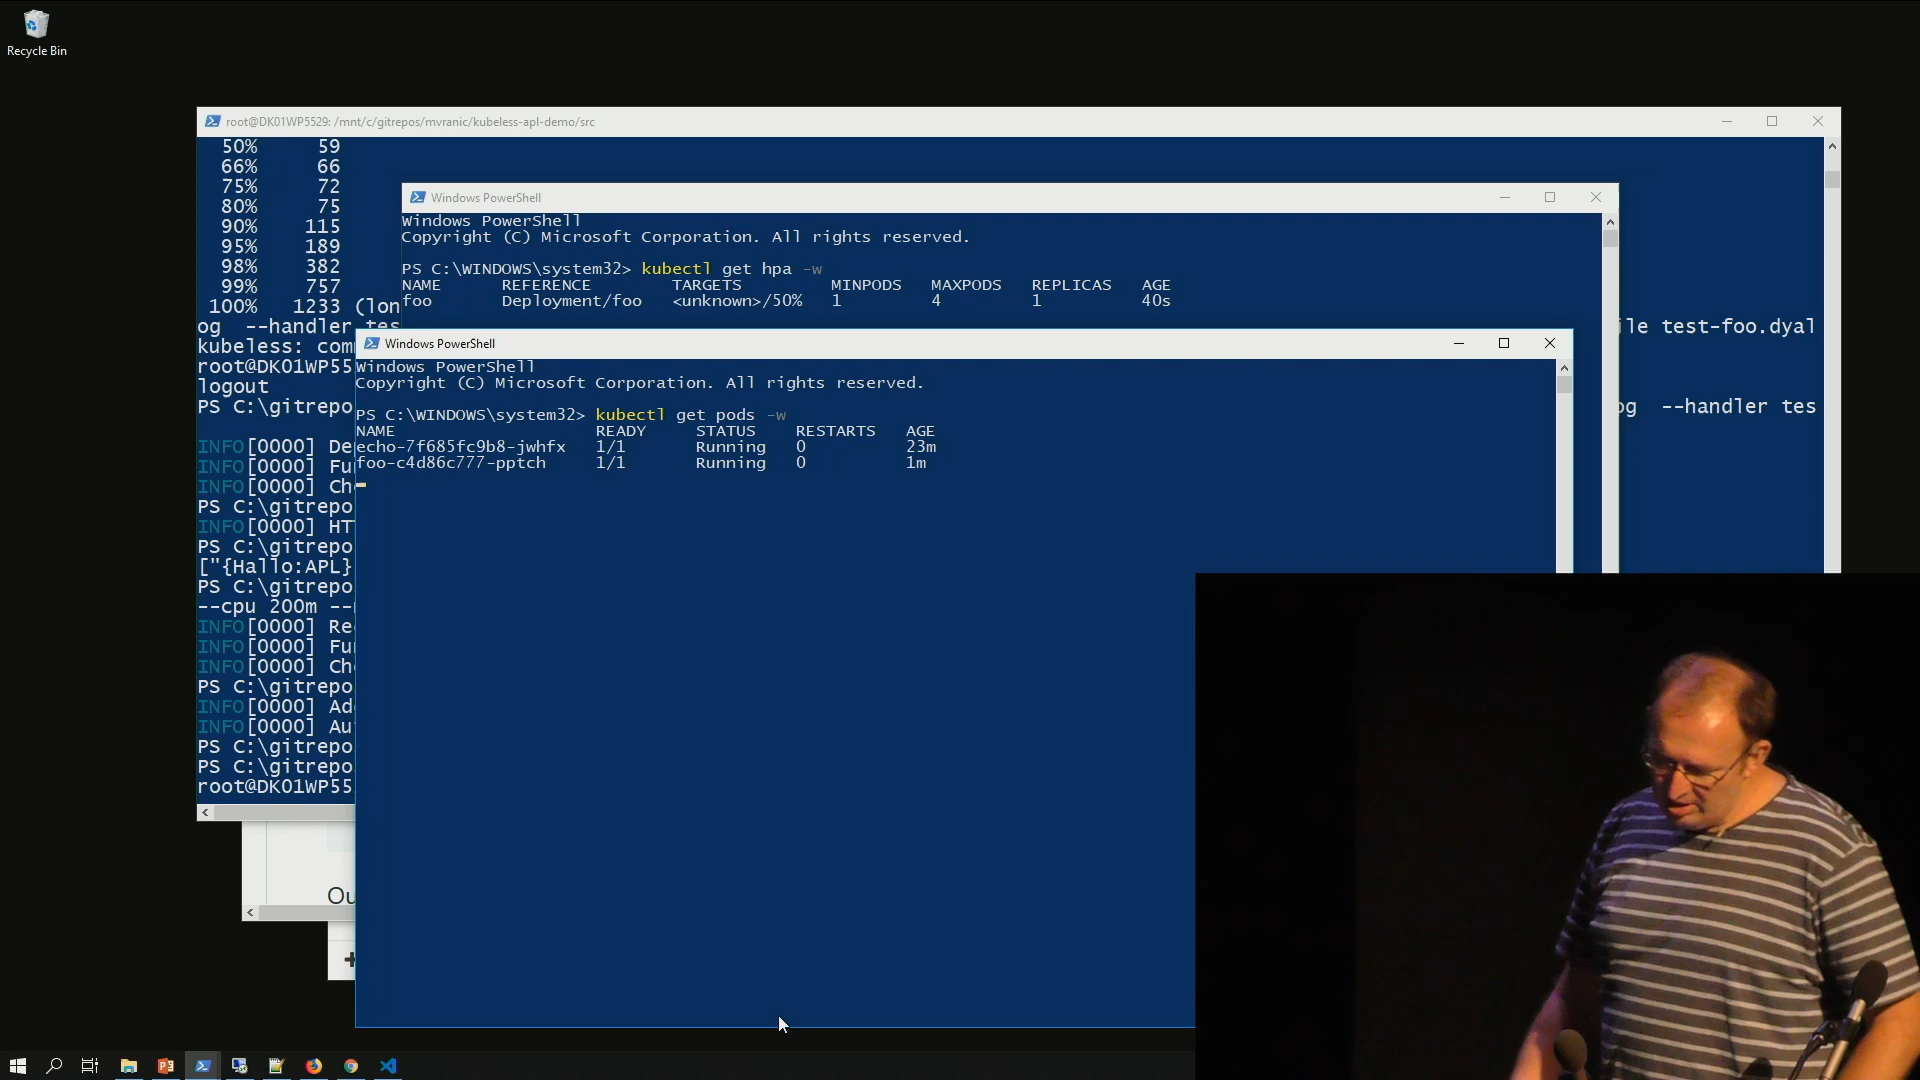 Recycle Bin
root@DK01WP5529: /mnt/c/gitrepos/mvranic/kubeless-apl-demo/src
50% 59
66% 66
75% 72
80% 75
90% 115
95% 189
98% 382
99% 757
100% 1233 (lon
og --handler tes
ile test-foo.dyal
kubeless: com
root@DK01WP55
logout
PS C:\gitrepo
og --handler tes
INFO[0000] De
INFO[0000] Fu
INFO[0000] Ch
PS C:\gitrepo
INFO[0000] HT
PS C:\gitrepo
["{Hallo:APL}
PS C:\gitrepo
--cpu 200m --
INFO[0000] Re
INFO[0000] Fu
INFO[0000] Ch
PS C:\gitrepo
INFO[0000] Ad
INFO[0000] Au
PS C:\gitrepo
PS C:\gitrepo
root@DK01WP55
Windows PowerShell
Windows PowerShell
Copyright (C) Microsoft Corporation. All rights reserved.
PS C:\WINDOWS\system32> kubectl get hpa -w
NAME REFERENCE TARGETS MINPODS MAXPODS REPLICAS AGE
foo Deployment/foo <unknown>/50% 1 4 1 40s
Windows PowerShell
Windows PowerShell
Copyright (C) Microsoft Corporation. All rights reserved.
PS C:\WINDOWS\system32> kubectl get pods -w
NAME READY STATUS RESTARTS AGE
echo-7f685fc9b8-jwhfx 1/1 Running 0 23m
foo-c4d86c777-pptch 1/1 Running 0 1m
Ou